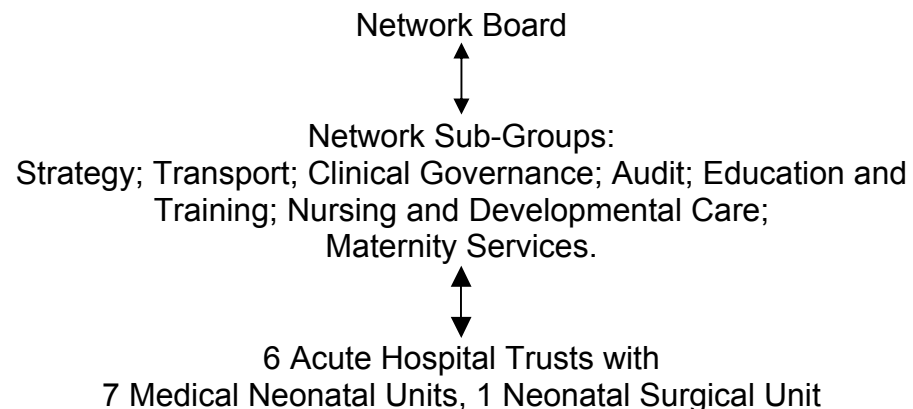 Network Board
Network Sub-Groups:
Strategy; Transport; Clinical Governance; Audit; Education and
Training; Nursing and Developmental Care;
Maternity Services.
6 Acute Hospital Trusts with
7 Medical Neonatal Units, 1 Neonatal Surgical Unit